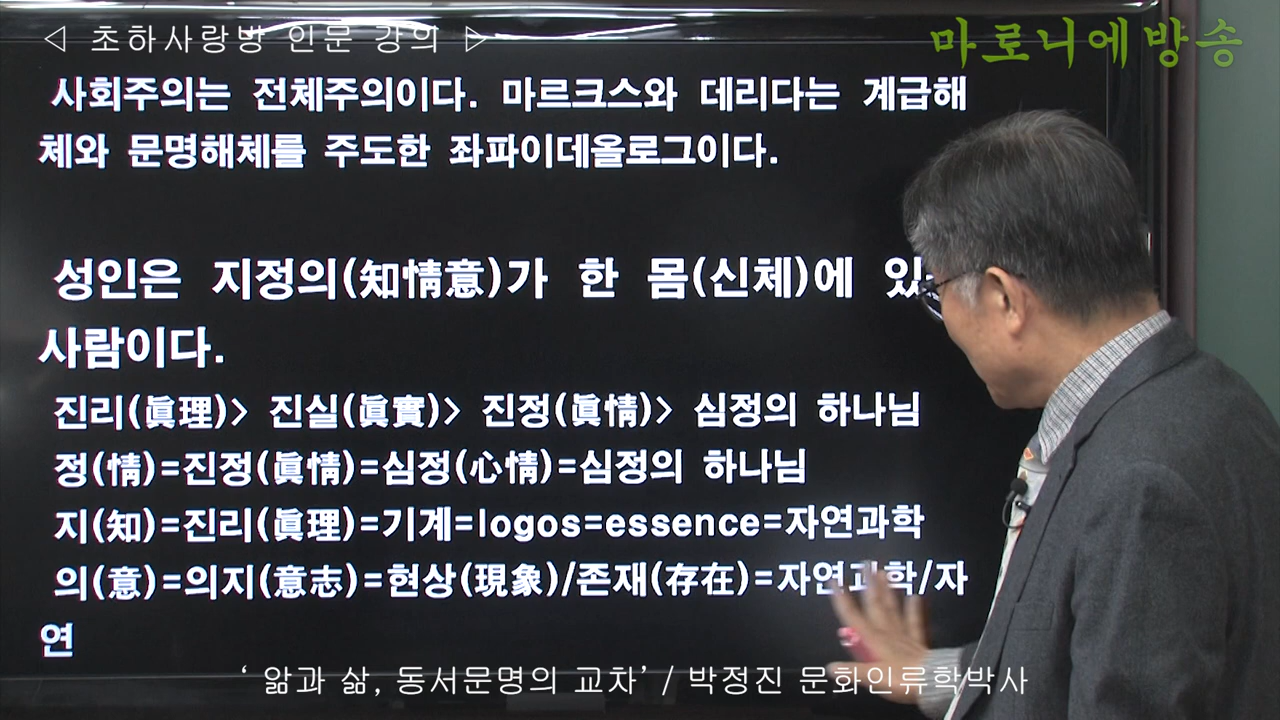 ◁ 초하사랑방 인문 강의 ▷
마로니에방송
사회주의는 전체주의이다. 마르크스와 데리다는 계급해
체와 문명해체를 주도한 좌파이데올로그이다.
성인은 지정의(知情意)가 한 몸(신체)에
사람이다.
진리(眞理)> 진실(眞實)> 진정(眞情)> 심정의 하나님
정(情)=진정(眞情)=심정(心情)=심정의 하나님
지(知)=진리(眞理)=기계=logos=essence=자연과학
의(意)=의지(意志)=현상(現象)/존재(存在)=자연과학/자
연
‘ 앎과 삶, 동서문명의 교차’ / 박정진 문화인류학박사